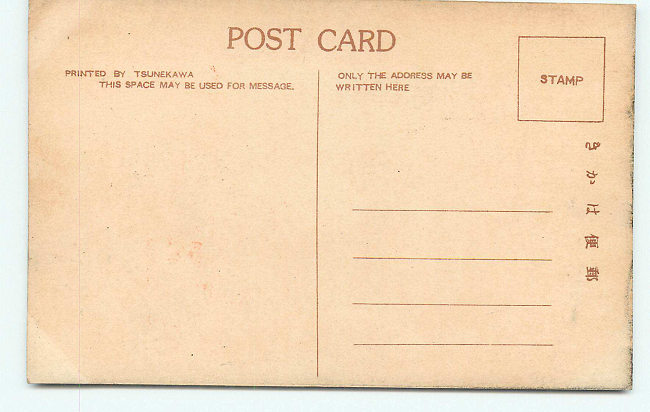 POST CARD
PRINTED BY TSUNEKAWA
THIS SPACE MAY BE USED FOR MESSAGE.
ONLY THE ADDRESS MAY BE
WRITTEN HERE
STAMP
郵便はかき